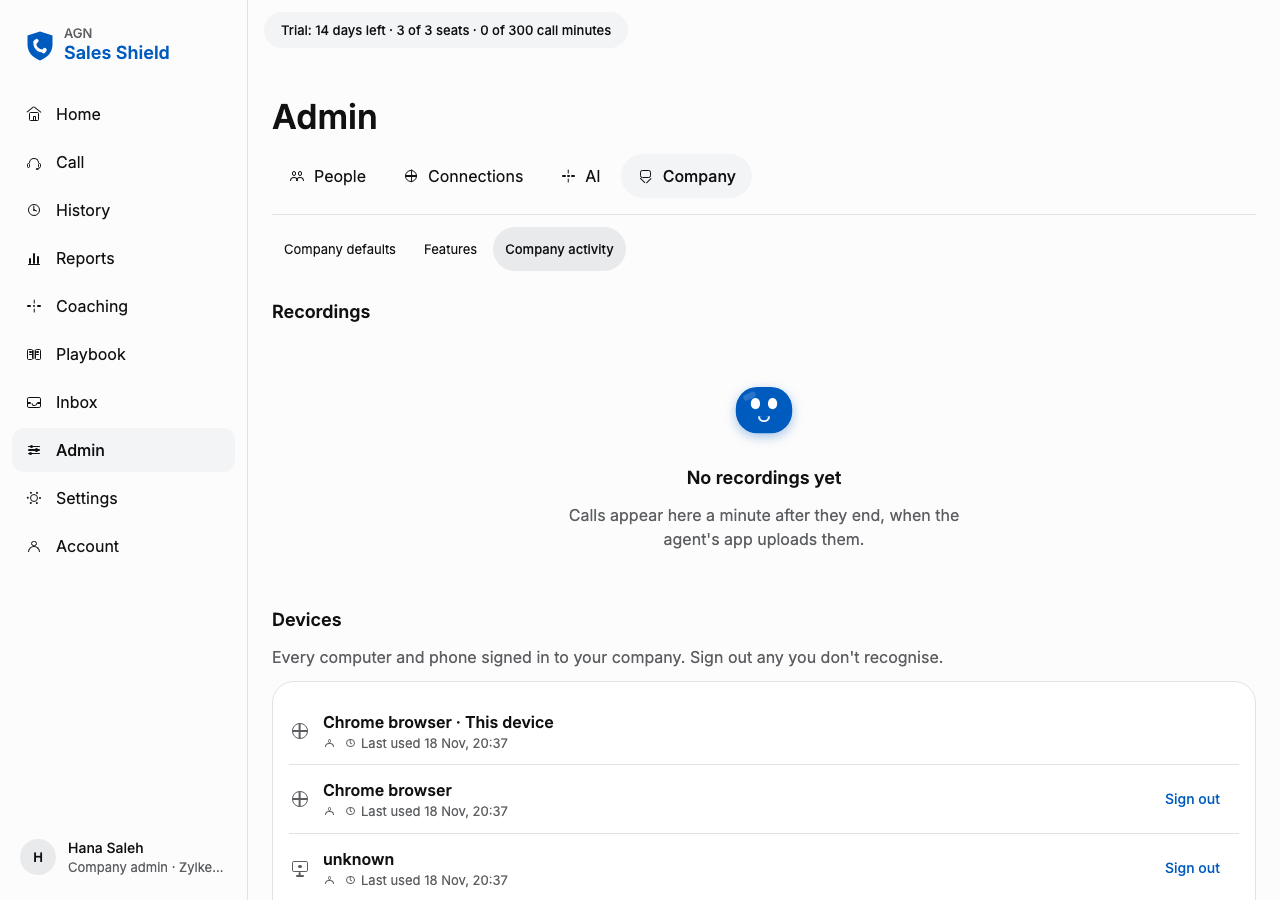 AGN
Sales Shield
Trial: 14 days left · 3 of 3 seats · 0 of 300 call minutes
Home
Call
History
Reports
Coaching
Playbook
Inbox
Admin
Settings
Account
Hana Saleh
Company admin · Zylke...
Admin
People
Connections
AI
Company
Company defaults
Features
Company activity
Recordings
No recordings yet
Calls appear here a minute after they end, when the
agent's app uploads them.
Devices
Every computer and phone signed in to your company. Sign out any you don't recognise.
Chrome browser · This device
Last used 18 Nov, 20:37
Chrome browser
Last used 18 Nov, 20:37
Sign out
unknown
Last used 18 Nov, 20:37
Sign out